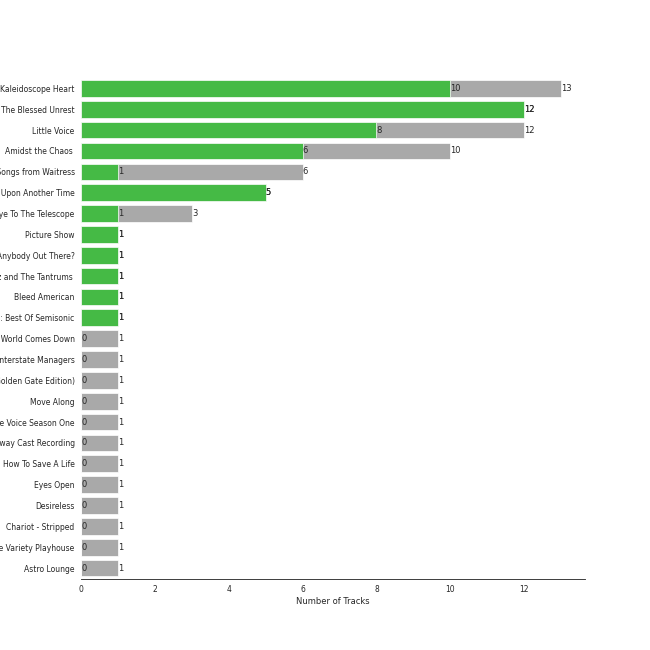 Kaleidoscope Heart 10 13
The Blessed Unrest 12
Little Voice 8 12
Amidst the Chaos 6 10
Songs from Waitress 1 6
Upon Another Time 5
ye To The Telescope 1 3
Picture Show 1
Anybody Out There? 1
z and The Tantrums 1
Bleed American 1
: Best Of Semisonic 1
World Comes Down 0 1
nterstate Managers 0 1
olden Gate Edition) 0 1
Move Along 0 1
e Voice Season One 0 1
way Cast Recording 0 1
How To Save A Life 0 1
Eyes Open 0 1
Desireless 0 1
Chariot - Stripped 0 1
e Variety Playhouse 0 1
Astro Lounge 0 1
0 2 4 6 8 10 12
Number of Tracks